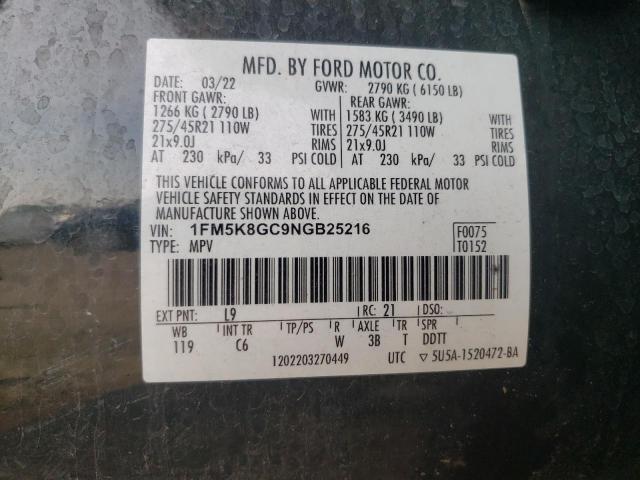 MFD. BY FORD MOTOR CO.
DATE: 03/22 GVWR: 2790 KG ( 6150 LB)
FRONT GAWR: REAR GAWR:
1266 KG ( 2790 LB) WITH 1583 KG ( 3490 LB) WITH
275/45R21 110W TIRES 275/45R21 110W TIRES
21x9.0J RIMS 21x9.0J RIMS
AT 230 kPa/ 33 PSI COLD AT 230 kPa/ 33 PSI COLD
THIS VEHICLE CONFORMS TO ALL APPLICABLE FEDERAL MOTOR
VEHICLE SAFETY STANDARDS IN EFFECT ON THE DATE OF
MANUFACTURE SHOWN ABOVE.
VIN: 1FM5K8GC9NGB25216 F0075
TYPE: MPV T0152
EXT PNT: L9 RC: 21 DSO:
WB INT TR TP/PS R AXLE TR SPR
119 C6 W 3B T DDTT
1202203270449 UTC ▽ 5U5A-1520472-BA